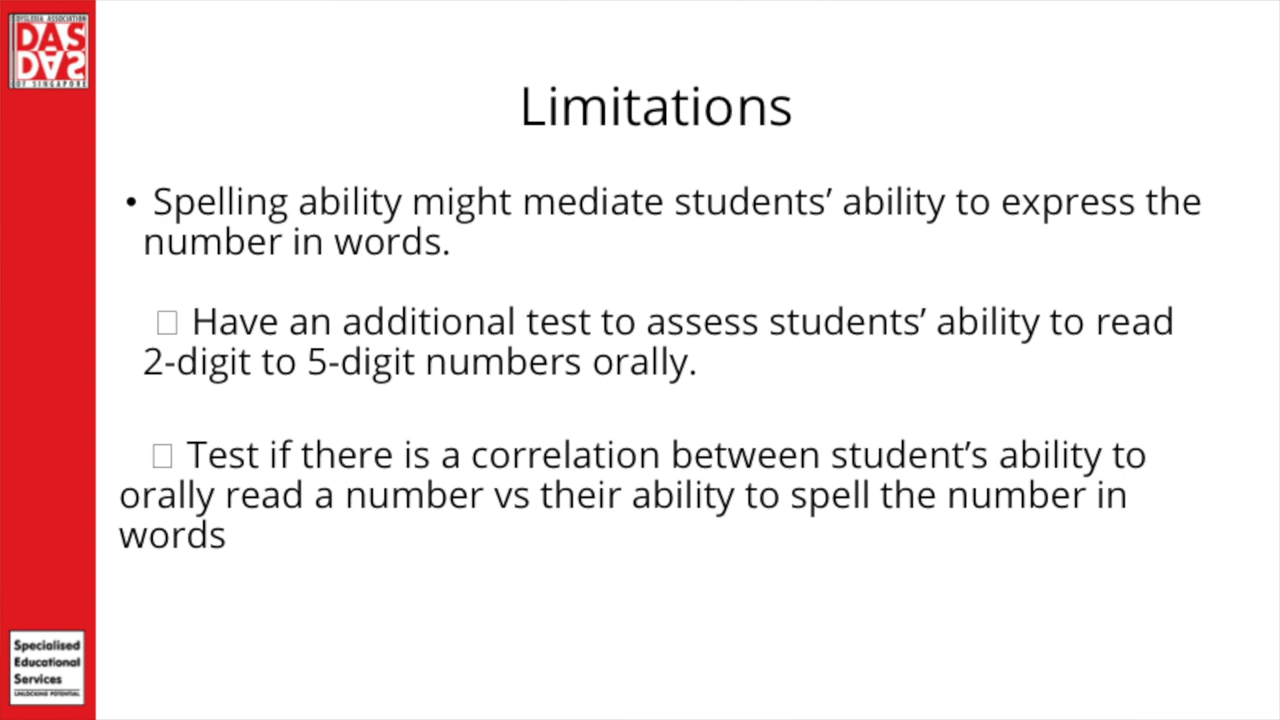 DYSLEXIA ASSOCIATION
DAS
DAS
OF SINGAPORE
Limitations
• Spelling ability might mediate students’ ability to express the
number in words.
□ Have an additional test to assess students’ ability to read
2-digit to 5-digit numbers orally.
□ Test if there is a correlation between student’s ability to
orally read a number vs their ability to spell the number in
words
Specialised
Educational
Services
UNLOCKING POTENTIAL